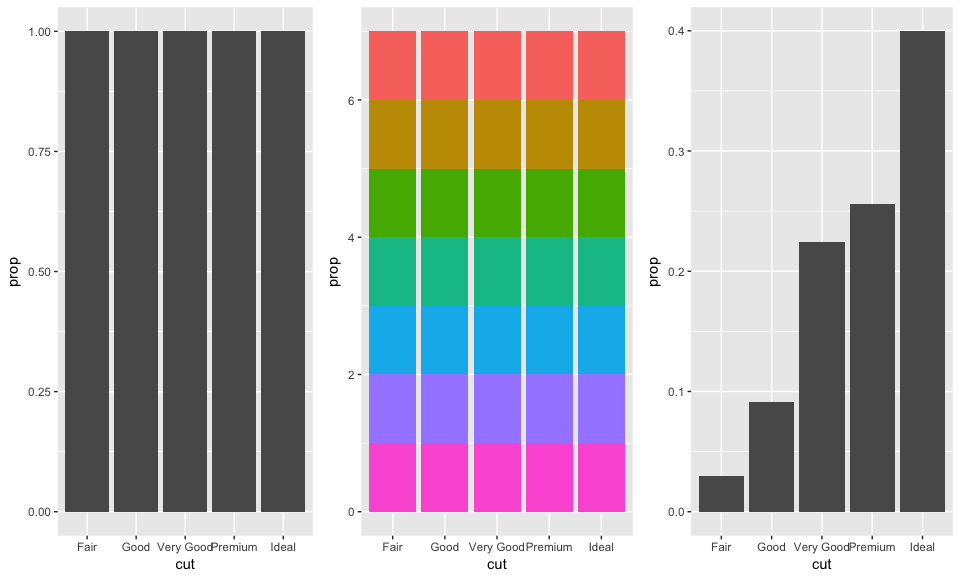 1.00
0.75
0.50
0.25
0.00
prop
Fair Good Very Good Premium Ideal
cut
6
4
2
0
prop
Fair Good Very Good Premium Ideal
cut
0.4
0.3
0.2
0.1
0.0
prop
Fair Good Very Good Premium Ideal
cut